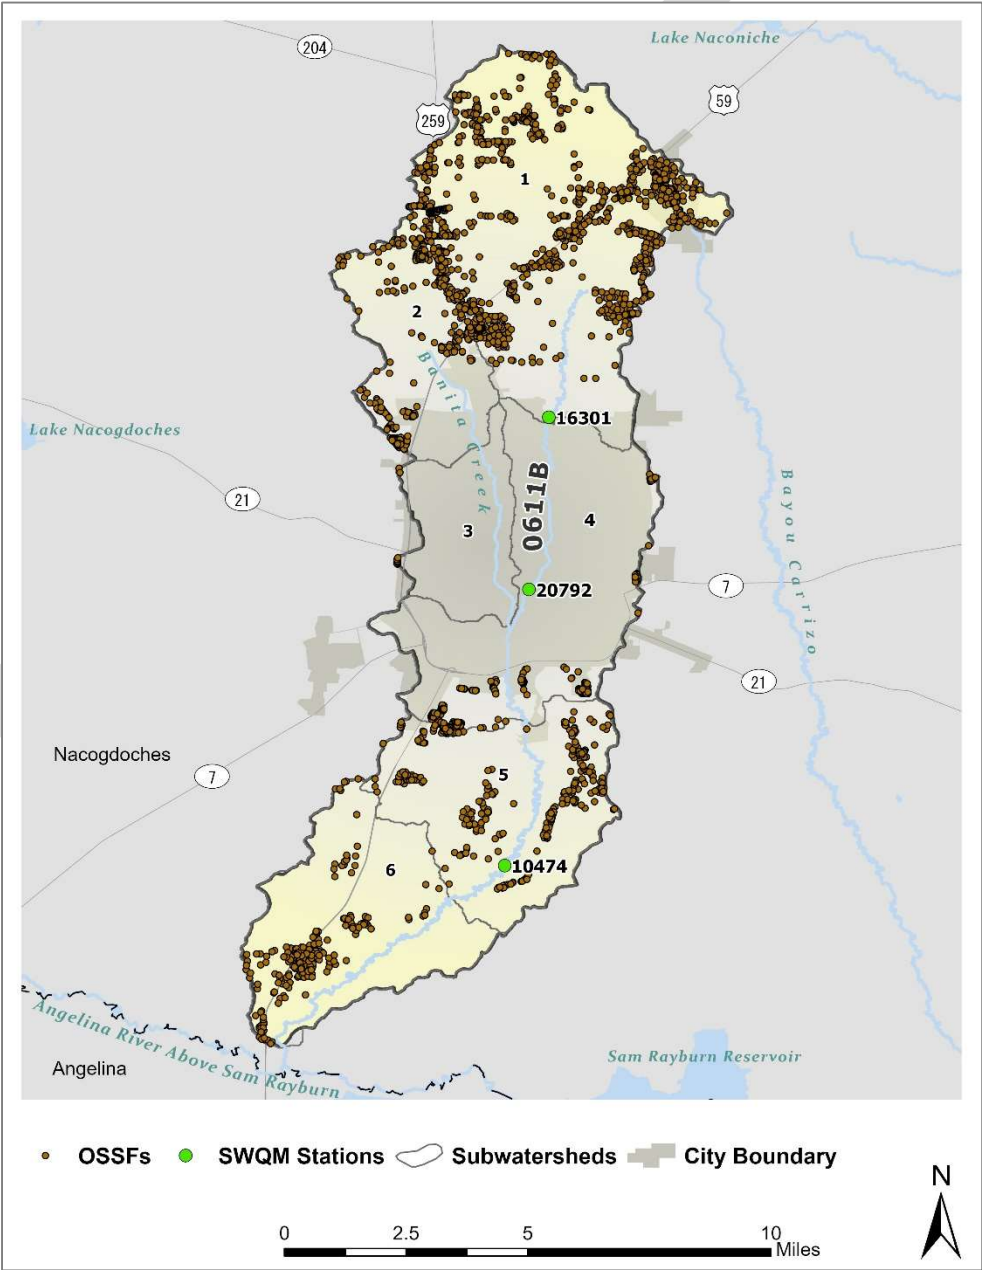 Lake Naconiche
204
59
259
1
2
Banita Creek
16301
Lake Nacogdoches
21
0611B
3
4
Bayou Carrizo
20792
7
21
Nacogdoches
7
5
10474
6
Angelina River Above Sam Rayburn
Sam Rayburn Reservoir
Angelina
OSSFs SWQM Stations Subwatersheds City Boundary
N
0 2.5 5 10
Miles